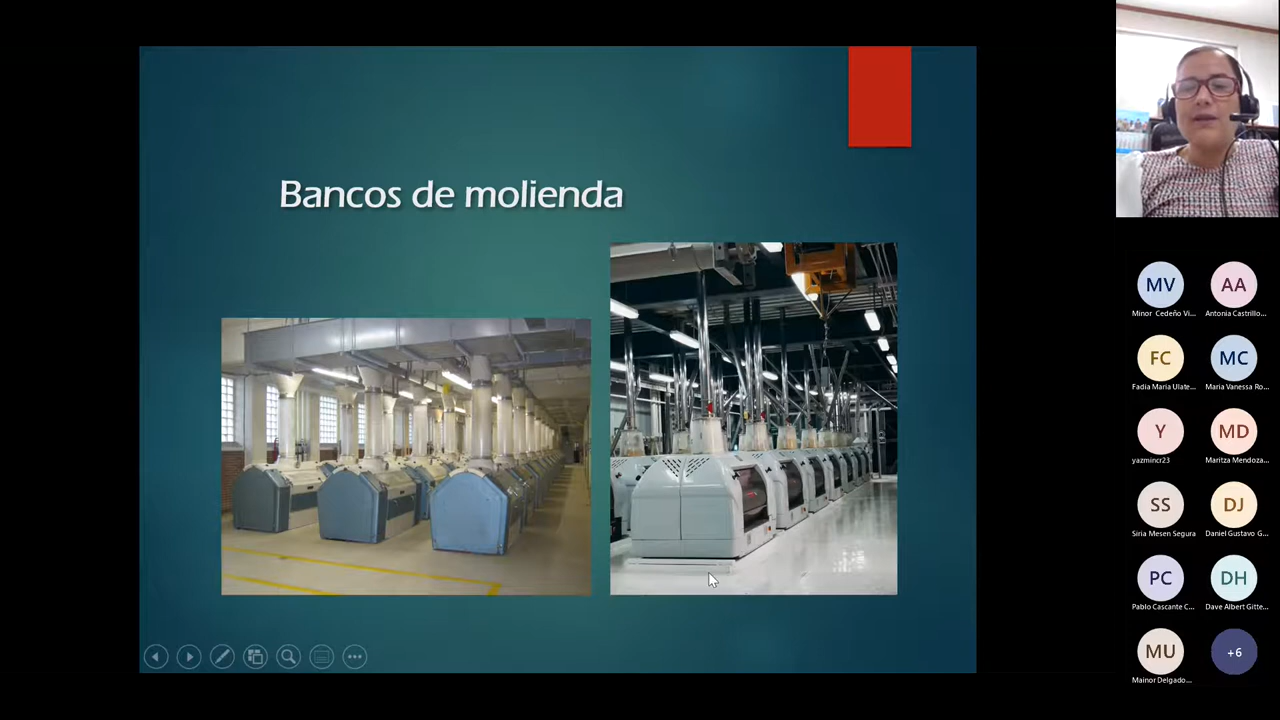 Bancos de molienda
MV
AA
Minor Cedeño Vi...
Antonia Castrillo...
FC
MC
Fadia Maria Ulate...
Maria Vanessa Ro...
Y
MD
yazmincr23
Maritza Mendoza...
SS
DJ
Siria Mesen Segura
Daniel Gustavo G...
PC
DH
Pablo Cascante C...
Dave Albert Gitte...
MU
+6
Mainor Delgado...